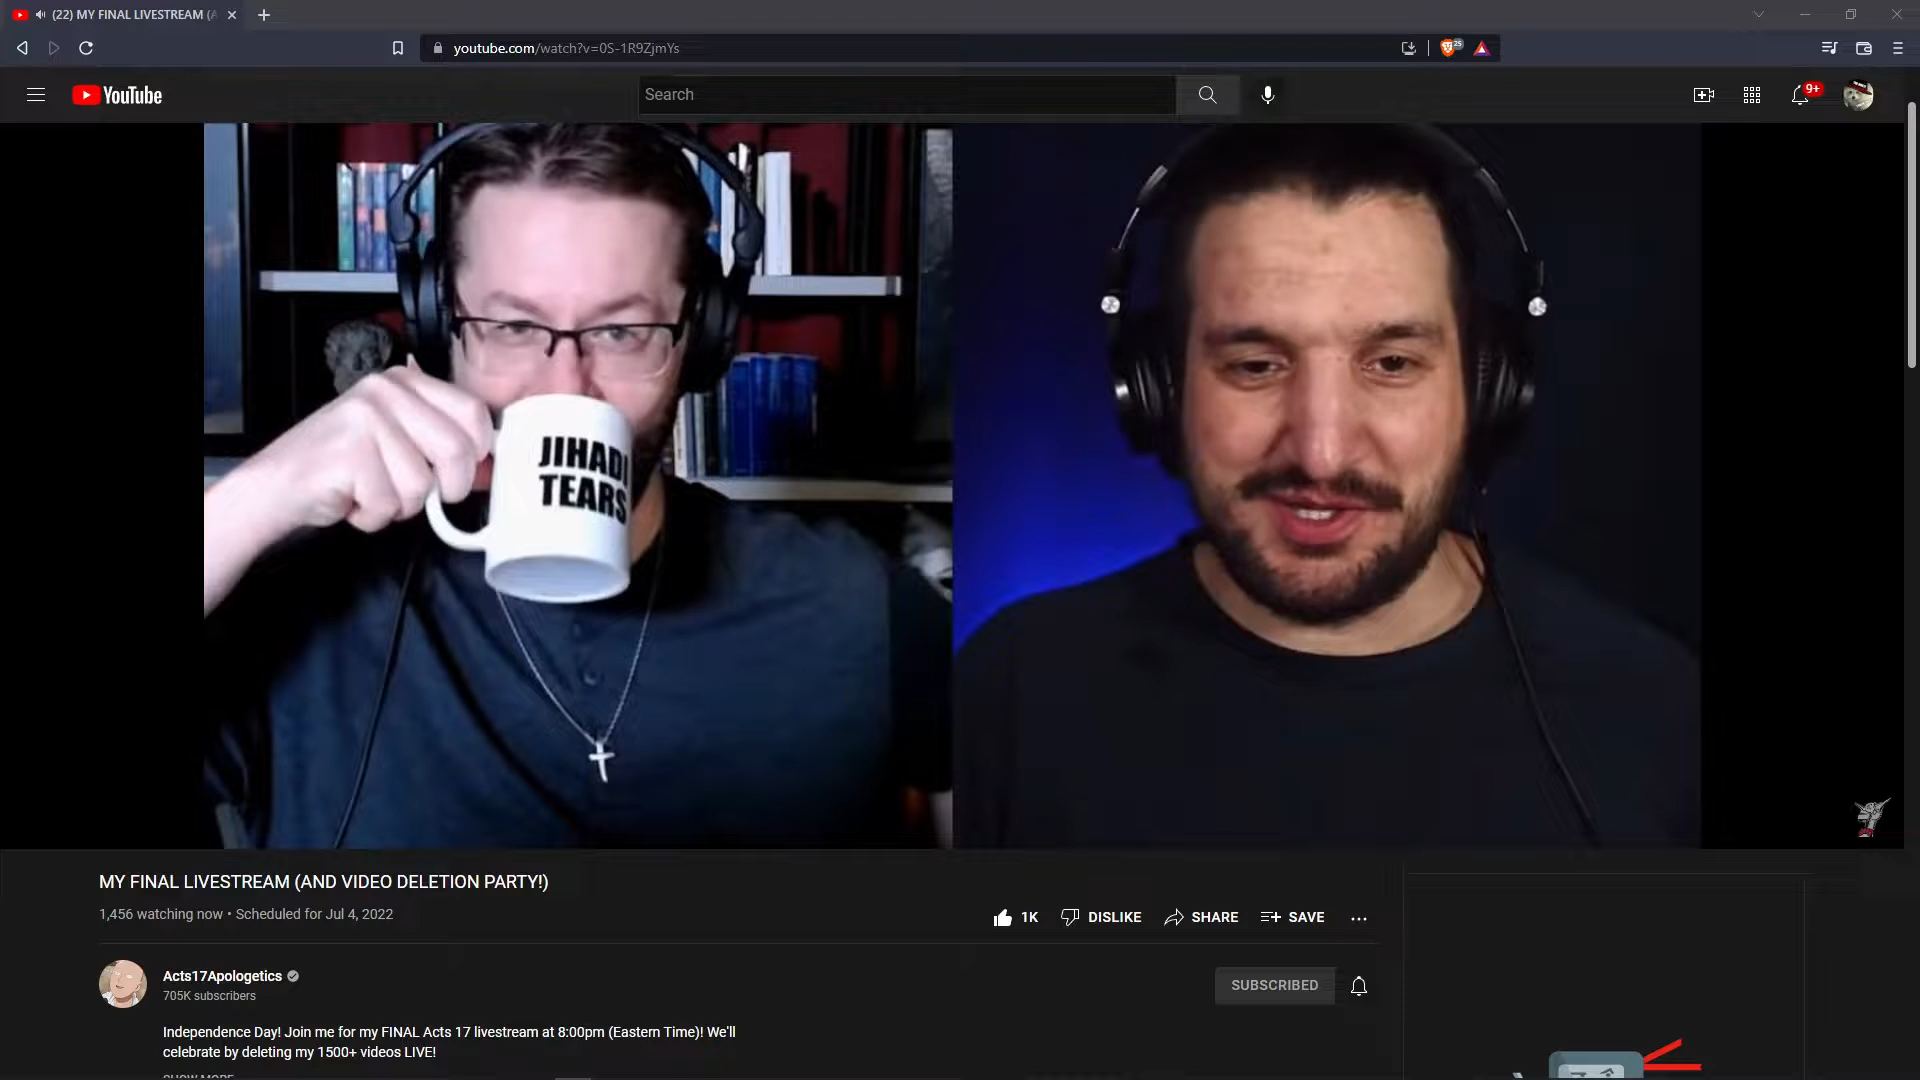 (22) MY FINAL LIVESTREAM (A
youtube.com/watch?v=0S-1R9ZjmYs
25
YouTube
Search
9+
JIHADI
TEARS
MY FINAL LIVESTREAM (AND VIDEO DELETION PARTY!)
1,456 watching now • Scheduled for Jul 4, 2022
1K DISLIKE SHARE SAVE
Acts17Apologetics
705K subscribers
SUBSCRIBED
Independence Day! Join me for my FINAL Acts 17 livestream at 8:00pm (Eastern Time)! We'll
celebrate by deleting my 1500+ videos LIVE!
SHOW MORE